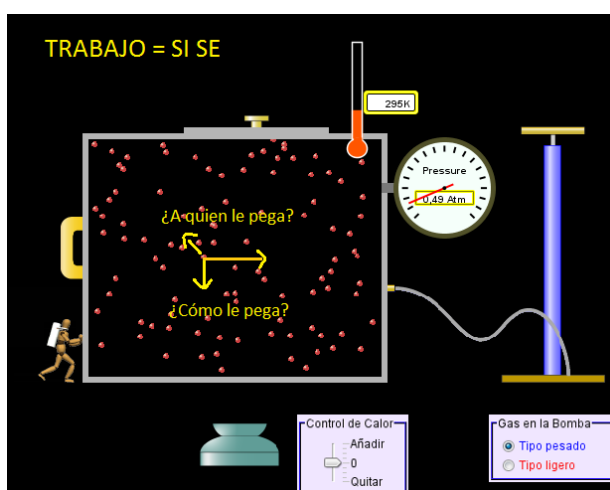 TRABAJO = SI SE
295K
Pressure
0,49 Atm
¿A quien le pega?
¿Cómo le pega?
Control de Calor
Añadir
0
Quitar
Gas en la Bomba
Tipo pesado
Tipo ligero